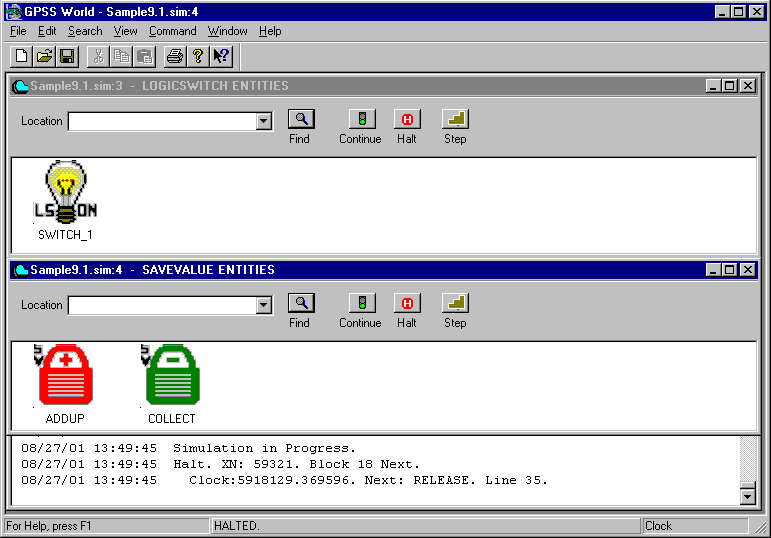 GPSS World - Sample9.1.sim:4
File Edit Search View Command Window Help
Sample9.1.sim:3 - LOGICSWITCH ENTITIES
Location
Find Continue Halt Step
LS ON
SWITCH_1
Sample9.1.sim:4 - SAVEVALUE ENTITIES
Location
Find Continue Halt Step
SV SV
ADDUP COLLECT
08/27/01 13:49:45 Simulation in Progress.
08/27/01 13:49:45 Halt. XN: 59321. Block 18 Next.
08/27/01 13:49:45 Clock:5918129.369596. Next: RELEASE. Line 35.
For Help, press F1 HALTED. Clock